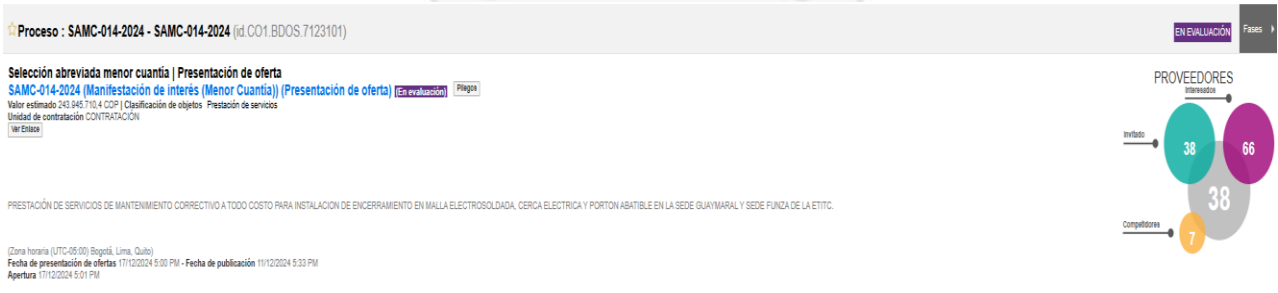 Proceso : SAMC-014-2024 - SAMC-014-2024 (id.CO1.BDOS.7123101)
EN EVALUACIÓN
Fases
Selección abreviada menor cuantia | Presentación de oferta
SAMC-014-2024 (Manifestación de interés (Menor Cuantía)) (Presentación de oferta) (En evaluación) Pliegos
Valor estimado 243.945.710,4 COP | Clasificación de objetos Prestación de servicios
Unidad de contratación CONTRATACIÓN
Ver Enlace
PROVEEDORES
Interesados
Invitado
38
66
38
Competidores
7
PRESTACIÓN DE SERVICIOS DE MANTENIMIENTO CORRECTIVO A TODO COSTO PARA INSTALACION DE ENCERRAMIENTO EN MALLA ELECTROSOLDADA, CERCA ELECTRICA Y PORTON ABATIBLE EN LA SEDE GUAYMARAL Y SEDE FUNZA DE LA ETITC.
(Zona horaria (UTC-05:00) Bogotá, Lima, Quito)
Fecha de presentación de ofertas 17/12/2024 5:00 PM - Fecha de publicación 11/12/2024 5:33 PM
Apertura 17/12/2024 5:01 PM